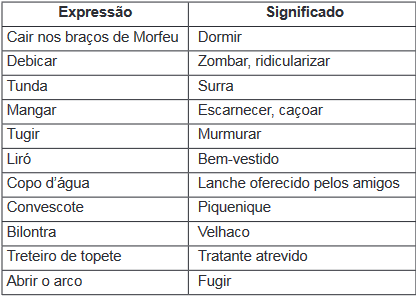 Expressão Significado
Cair nos braços de Morfeu Dormir
Debicar Zombar, ridicularizar
Tunda Surra
Mangar Escarnecer, caçoar
Tugir Murmurar
Liró Bem-vestido
Copo d’água Lanche oferecido pelos amigos
Convescote Piquenique
Bilontra Velhaco
Treteiro de topete Tratante atrevido
Abrir o arco Fugir